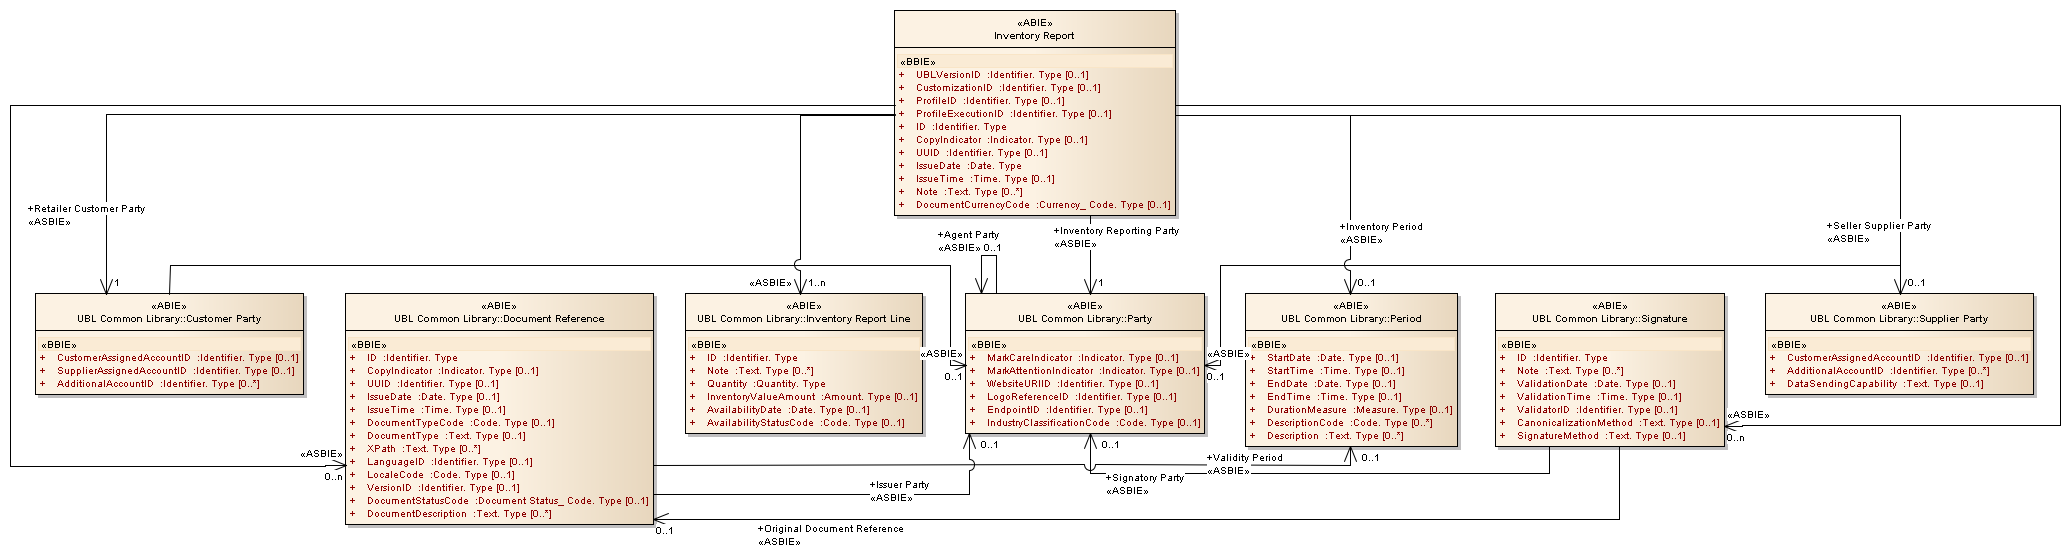 «ABIE»
Inventory Report
«BBIE»
+ UBLVersionID :Identifier. Type [0..1]
+ CustomizationID :Identifier. Type [0..1]
+ ProfileID :Identifier. Type [0..1]
+ ProfileExecutionID :Identifier. Type [0..1]
+ ID :Identifier. Type
+ CopyIndicator :Indicator. Type [0..1]
+ UUID :Identifier. Type [0..1]
+ IssueDate :Date. Type
+ IssueTime :Time. Type [0..1]
+ Note :Text. Type [0..*]
+ DocumentCurrencyCode :Currency_ Code. Type [0..1]
+Retailer Customer Party
«ASBIE»
1
+Agent Party
«ASBIE» 0..1
+Inventory Reporting Party
«ASBIE»
1
+Inventory Period
«ASBIE»
0..1
+Seller Supplier Party
«ASBIE»
0..1
«ASBIE»
1..n
«ABIE»
UBL Common Library::Customer Party
«BBIE»
+ CustomerAssignedAccountID :Identifier. Type [0..1]
+ SupplierAssignedAccountID :Identifier. Type [0..1]
+ AdditionalAccountID :Identifier. Type [0..*]
«ABIE»
UBL Common Library::Document Reference
«BBIE»
+ ID :Identifier. Type
+ CopyIndicator :Indicator. Type [0..1]
+ UUID :Identifier. Type [0..1]
+ IssueDate :Date. Type [0..1]
+ IssueTime :Time. Type [0..1]
+ DocumentTypeCode :Code. Type [0..1]
+ DocumentType :Text. Type [0..1]
+ XPath :Text. Type [0..*]
+ LanguageID :Identifier. Type [0..1]
+ LocaleCode :Code. Type [0..1]
+ VersionID :Identifier. Type [0..1]
+ DocumentStatusCode :Document Status_ Code. Type [0..1]
+ DocumentDescription :Text. Type [0..*]
«ABIE»
UBL Common Library::Inventory Report Line
«BBIE»
+ ID :Identifier. Type
+ Note :Text. Type [0..*]
+ Quantity :Quantity. Type
+ InventoryValueAmount :Amount. Type [0..1]
+ AvailabilityDate :Date. Type [0..1]
+ AvailabilityStatusCode :Code. Type [0..1]
«ABIE»
UBL Common Library::Party
«BBIE»
+ MarkCareIndicator :Indicator. Type [0..1]
+ MarkAttentionIndicator :Indicator. Type [0..1]
+ WebsiteURIID :Identifier. Type [0..1]
+ LogoReferenceID :Identifier. Type [0..1]
+ EndpointID :Identifier. Type [0..1]
+ IndustryClassificationCode :Code. Type [0..1]
«ABIE»
UBL Common Library::Period
«BBIE»
+ StartDate :Date. Type [0..1]
+ StartTime :Time. Type [0..1]
+ EndDate :Date. Type [0..1]
+ EndTime :Time. Type [0..1]
+ DurationMeasure :Measure. Type [0..1]
+ DescriptionCode :Code. Type [0..*]
+ Description :Text. Type [0..*]
«ABIE»
UBL Common Library::Signature
«BBIE»
+ ID :Identifier. Type
+ Note :Text. Type [0..*]
+ ValidationDate :Date. Type [0..1]
+ ValidationTime :Time. Type [0..1]
+ ValidatorID :Identifier. Type [0..1]
+ CanonicalizationMethod :Text. Type [0..1]
+ SignatureMethod :Text. Type [0..1]
«ABIE»
UBL Common Library::Supplier Party
«BBIE»
+ CustomerAssignedAccountID :Identifier. Type [0..1]
+ AdditionalAccountID :Identifier. Type [0..*]
+ DataSendingCapability :Text. Type [0..1]
«ASBIE»
0..1
«ASBIE»
0..1
«ASBIE»
0..n
«ASBIE»
0..n
0..1
0..1
0..1
+Validity Period
«ASBIE»
+Issuer Party
«ASBIE»
+Signatory Party
«ASBIE»
0..1
+Original Document Reference
«ASBIE»